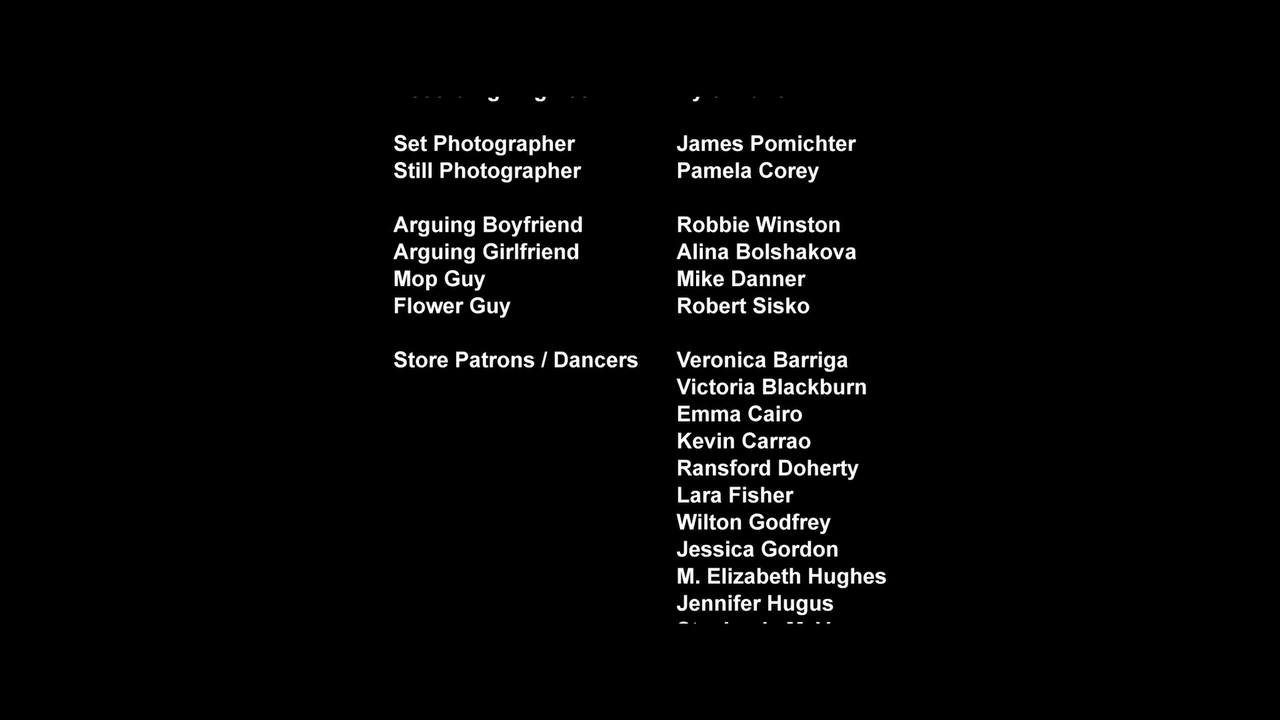 Set Photographer James Pomichter
Still Photographer Pamela Corey
Arguing Boyfriend Robbie Winston
Arguing Girlfriend Alina Bolshakova
Mop Guy Mike Danner
Flower Guy Robert Sisko
Store Patrons / Dancers Veronica Barriga
Victoria Blackburn
Emma Cairo
Kevin Carrao
Ransford Doherty
Lara Fisher
Wilton Godfrey
Jessica Gordon
M. Elizabeth Hughes
Jennifer Hugus